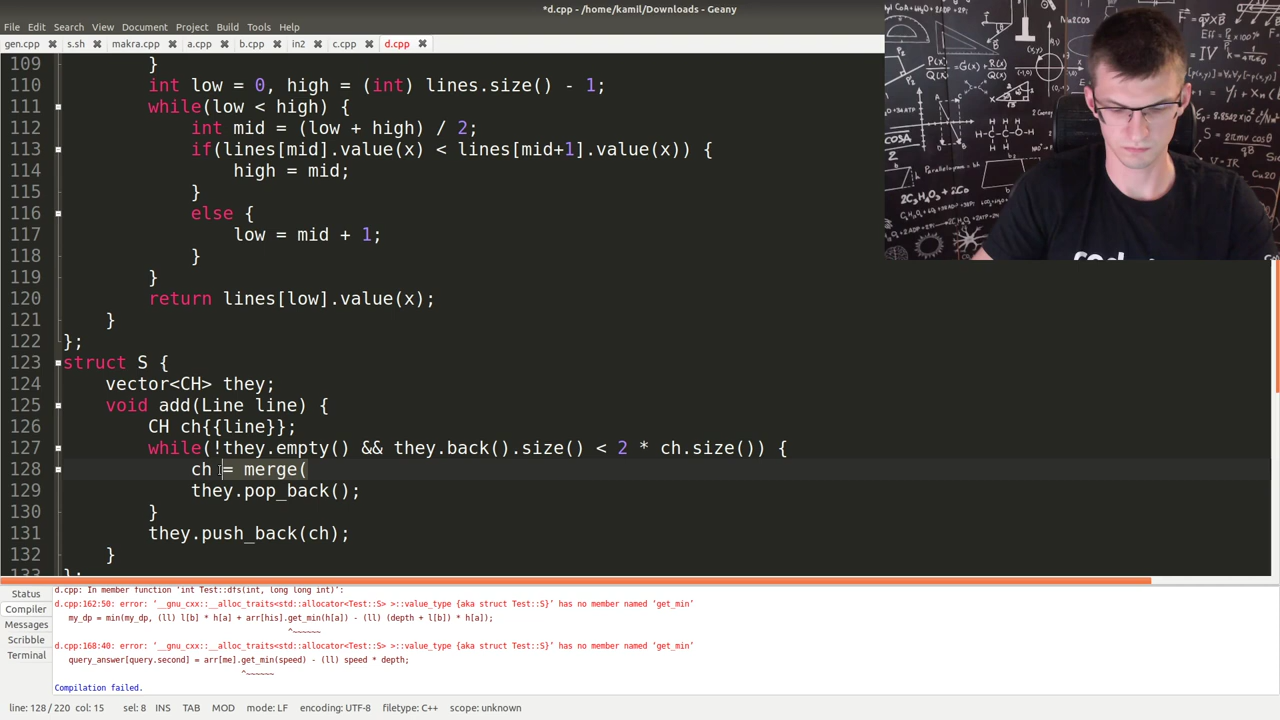 *d.cpp - /home/kamil/Downloads - Geany
File Edit Search View Document Project Build Tools Help
gen.cpp s.sh makra.cpp a.cpp b.cpp in2 c.cpp d.cpp
109 }
110 int low = 0, high = (int) lines.size() - 1;
111 while(low < high) {
112 int mid = (low + high) / 2;
113 if(lines[mid].value(x) < lines[mid+1].value(x)) {
114 high = mid;
115 }
116 else {
117 low = mid + 1;
118 }
119 }
120 return lines[low].value(x);
121 }
122 };
123 struct S {
124 vector<CH> they;
125 void add(Line line) {
126 CH ch{{line}};
127 while(!they.empty() && they.back().size() < 2 * ch.size()) {
128 ch = merge(
129 they.pop_back();
130 }
131 they.push_back(ch);
132 }
133 };
Status
Compiler
Messages
Scribble
Terminal
d.cpp: In member function ‘int Test::dfs(int, long long int)’:
d.cpp:162:50: error: ‘__gnu_cxx::__alloc_traits<std::allocator<Test::S> >::value_type {aka struct Test::S}’ has no member named ‘get_min’
my_dp = min(my_dp, (ll) l[b] * h[a] + arr[his].get_min(h[a]) - (ll) (depth + l[b]) * h[a]);
^~~~~~~
d.cpp:168:40: error: ‘__gnu_cxx::__alloc_traits<std::allocator<Test::S> >::value_type {aka struct Test::S}’ has no member named ‘get_min’
query_answer[query.second] = arr[me].get_min(speed) - (ll) speed * depth;
^~~~~~~
Compilation failed.
line: 128 / 220 col: 15 sel: 8 INS TAB MOD mode: LF encoding: UTF-8 filetype: C++ scope: unknown